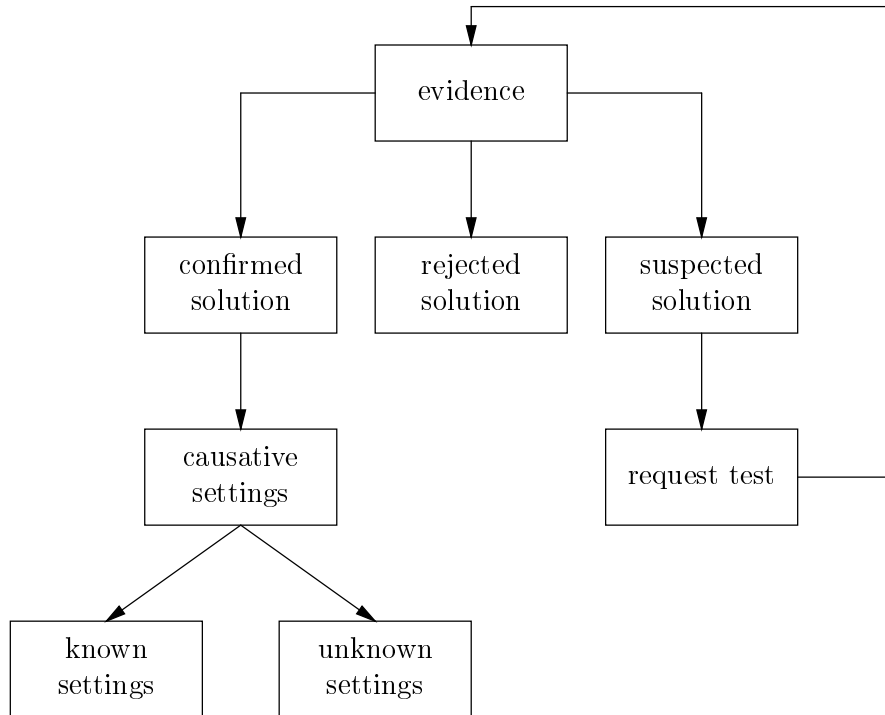 evidence
confirmed
solution
rejected
solution
suspected
solution
causative
settings
request test
known
settings
unknown
settings